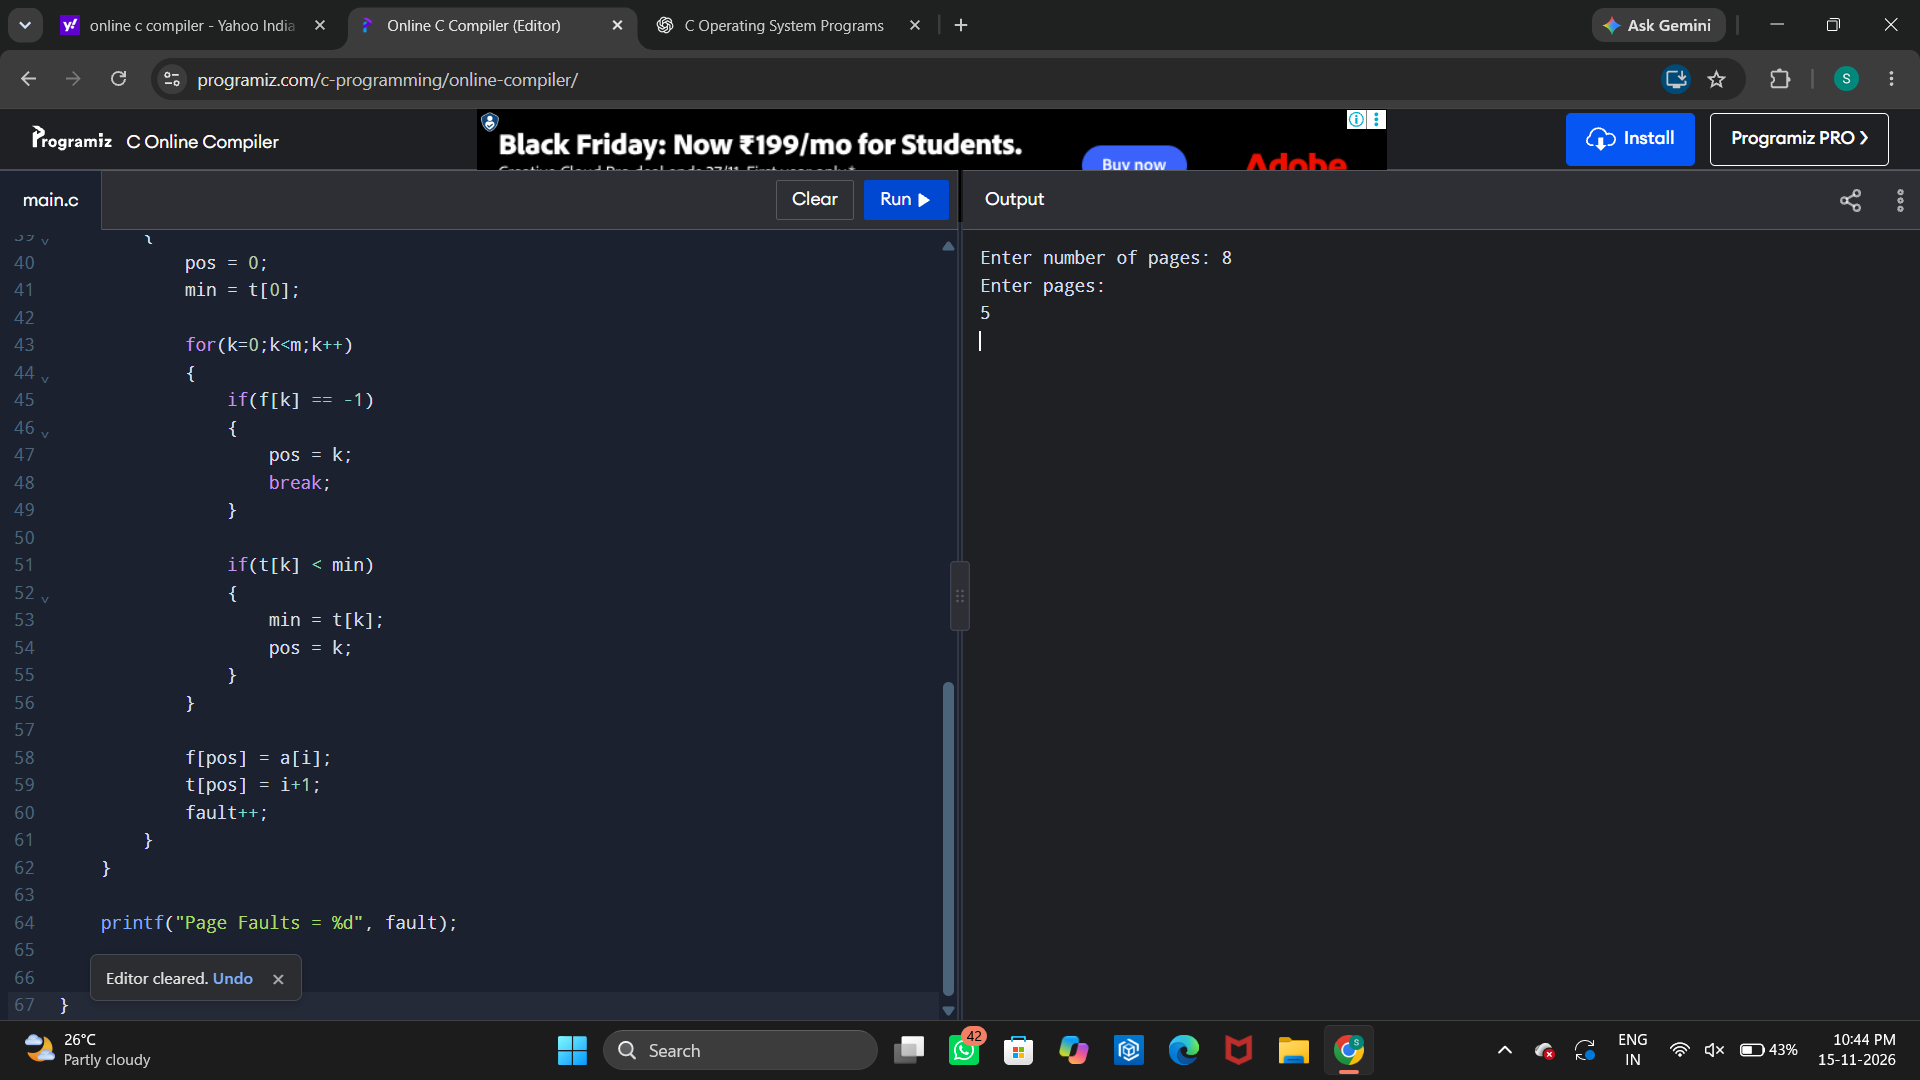 online c compiler - Yahoo India
Online C Compiler (Editor)
C Operating System Programs
Ask Gemini
programiz.com/c-programming/online-compiler/
S
Programiz C Online Compiler
Black Friday: Now ₹199/mo for Students.
Buy now
Adobe
Install
Programiz PRO
main.c
Clear
Run
Output
39 {
40 pos = 0;
41 min = t[0];
42
43 for(k=0;k<m;k++)
44 {
45 if(f[k] == -1)
46 {
47 pos = k;
48 break;
49 }
50
51 if(t[k] < min)
52 {
53 min = t[k];
54 pos = k;
55 }
56 }
57
58 f[pos] = a[i];
59 t[pos] = i+1;
60 fault++;
61 }
62 }
63
64 printf("Page Faults = %d", fault);
65
66
67 }
Editor cleared. Undo
Enter number of pages: 8
Enter pages:
5
26°C
Partly cloudy
Search
42
S
ENG
IN
43%
10:44 PM
15-11-2026